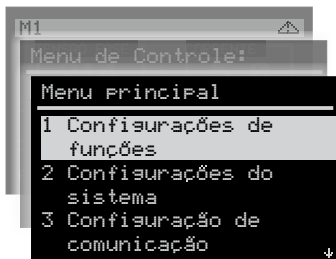 M1
Menu de Controle:
Menu principal
1 Configurações de
funções
2 Configurações do
sistema
3 Configuração de
comunicação